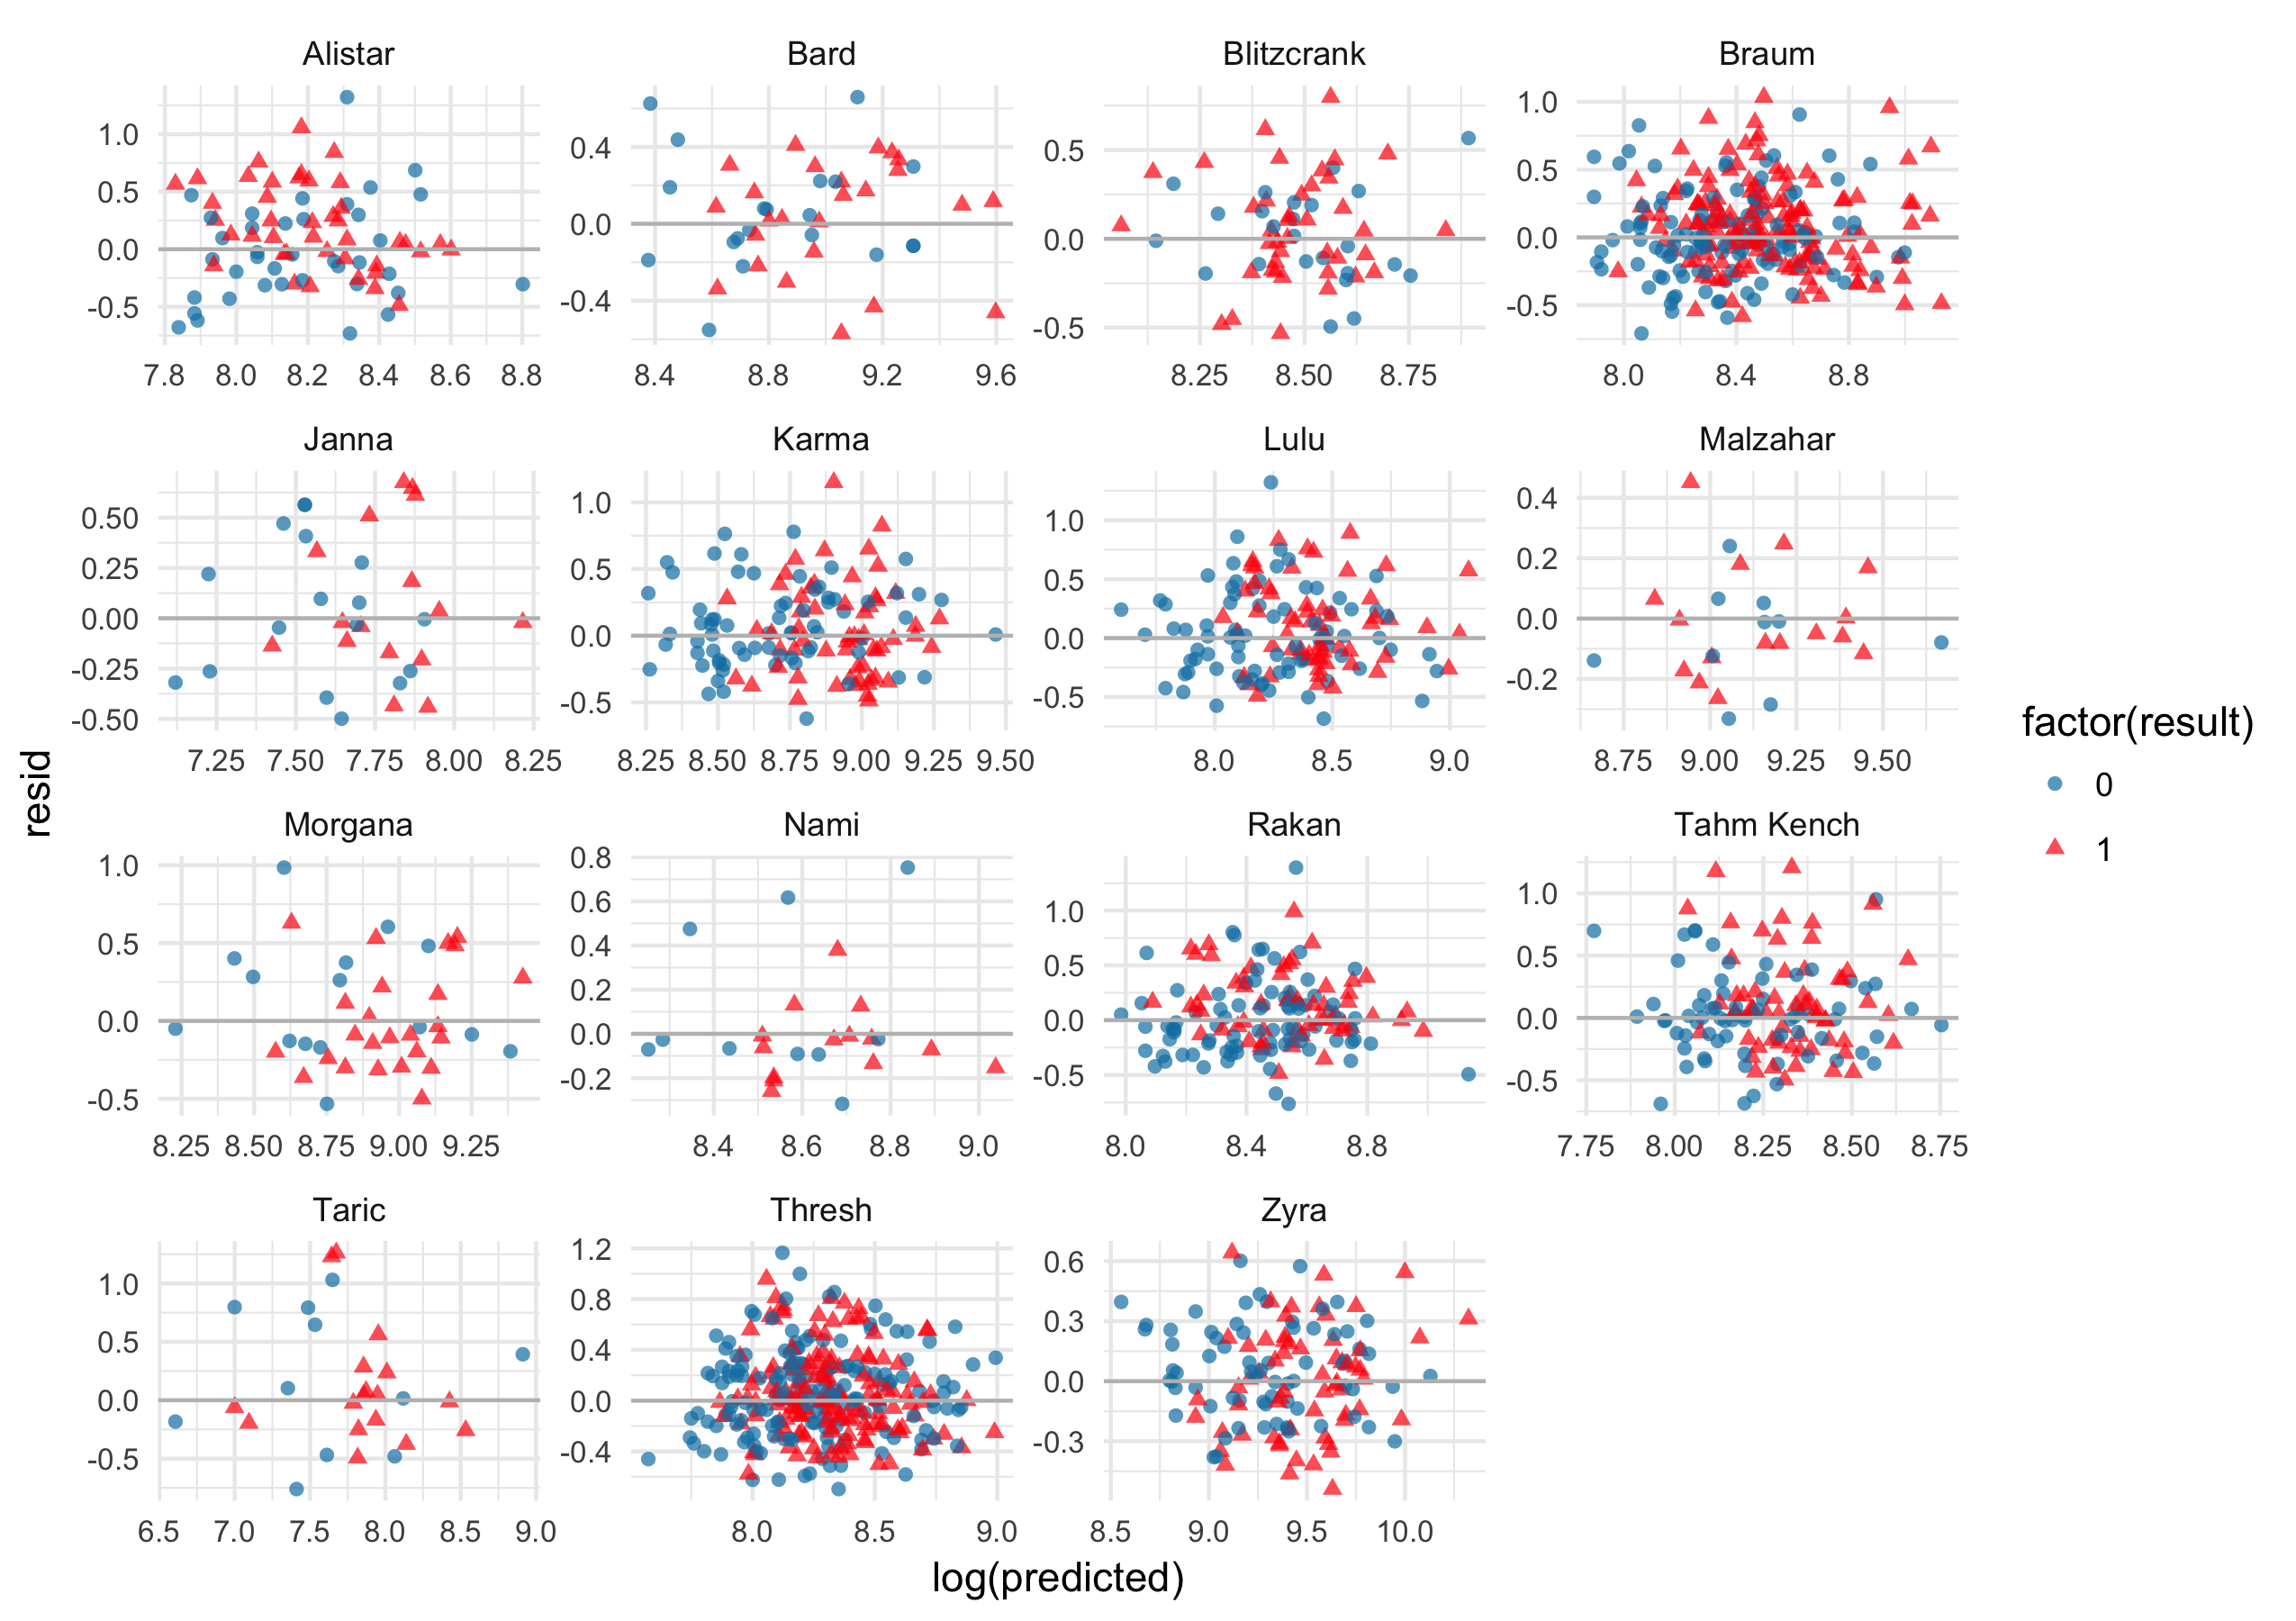 Alistar Bard Blitzcrank Braum
1.0
0.5
0.0
-0.5
7.8 8.0 8.2 8.4 8.6 8.8
0.4
0.0
-0.4
8.4 8.8 9.2 9.6
0.5
0.0
-0.5
8.25 8.50 8.75
1.0
0.5
0.0
-0.5
8.0 8.4 8.8
Janna Karma Lulu Malzahar
0.50
0.25
0.00
-0.25
-0.50
7.25 7.50 7.75 8.00 8.25
1.0
0.5
0.0
-0.5
8.25 8.50 8.75 9.00 9.25 9.50
1.0
0.5
0.0
-0.5
8.0 8.5 9.0
0.4
0.2
0.0
-0.2
8.75 9.00 9.25 9.50
Morgana Nami Rakan Tahm Kench
1.0
0.5
0.0
-0.5
8.25 8.50 8.75 9.00 9.25
0.8
0.6
0.4
0.2
0.0
-0.2
8.4 8.6 8.8 9.0
1.0
0.5
0.0
-0.5
8.0 8.4 8.8
1.0
0.5
0.0
-0.5
7.75 8.00 8.25 8.50 8.75
Taric Thresh Zyra
1.0
0.5
0.0
-0.5
6.5 7.0 7.5 8.0 8.5 9.0
1.2
0.8
0.4
0.0
-0.4
8.0 8.5 9.0
0.6
0.3
0.0
-0.3
8.5 9.0 9.5 10.0
resid
log(predicted)
factor(result)
0
1